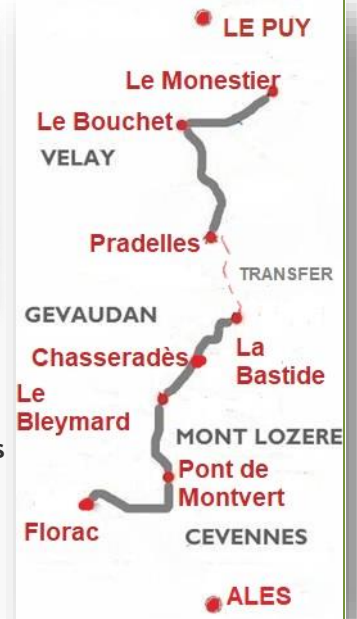 LE PUY
Le Monestier
Le Bouchet
VELAY
Pradelles
TRANSFER
GEVAUDAN
Chasseradès
La
Bastide
Le
Bleymard
MONT LOZERE
s
Pont de
Montvert
Florac
CEVENNES
ALES